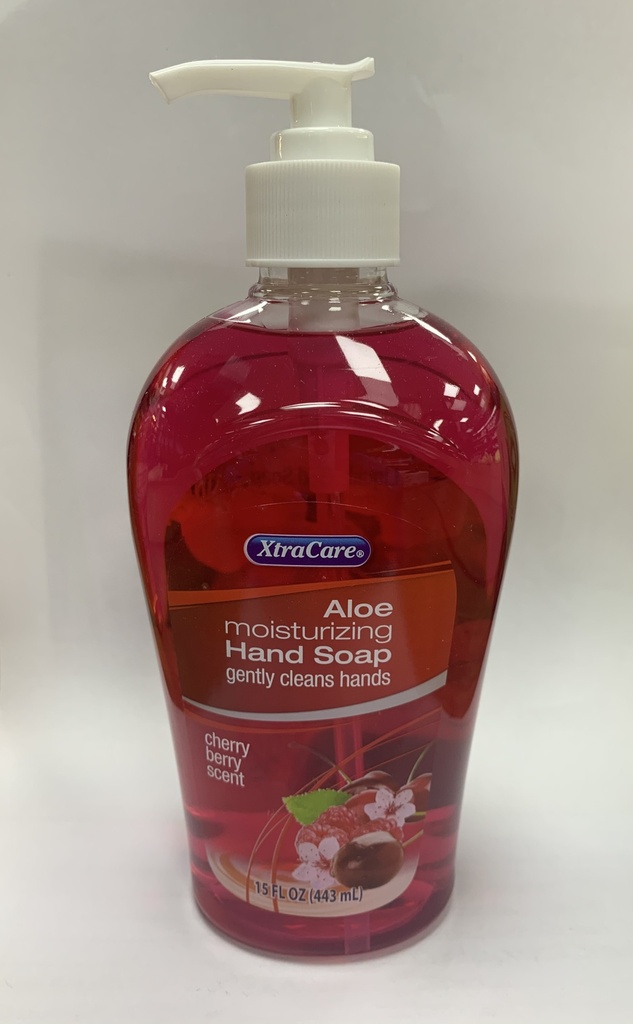 XtraCare®
Aloe
moisturizing
Hand Soap
gently cleans hands
cherry
berry
scent
15 FL OZ (443 mL)